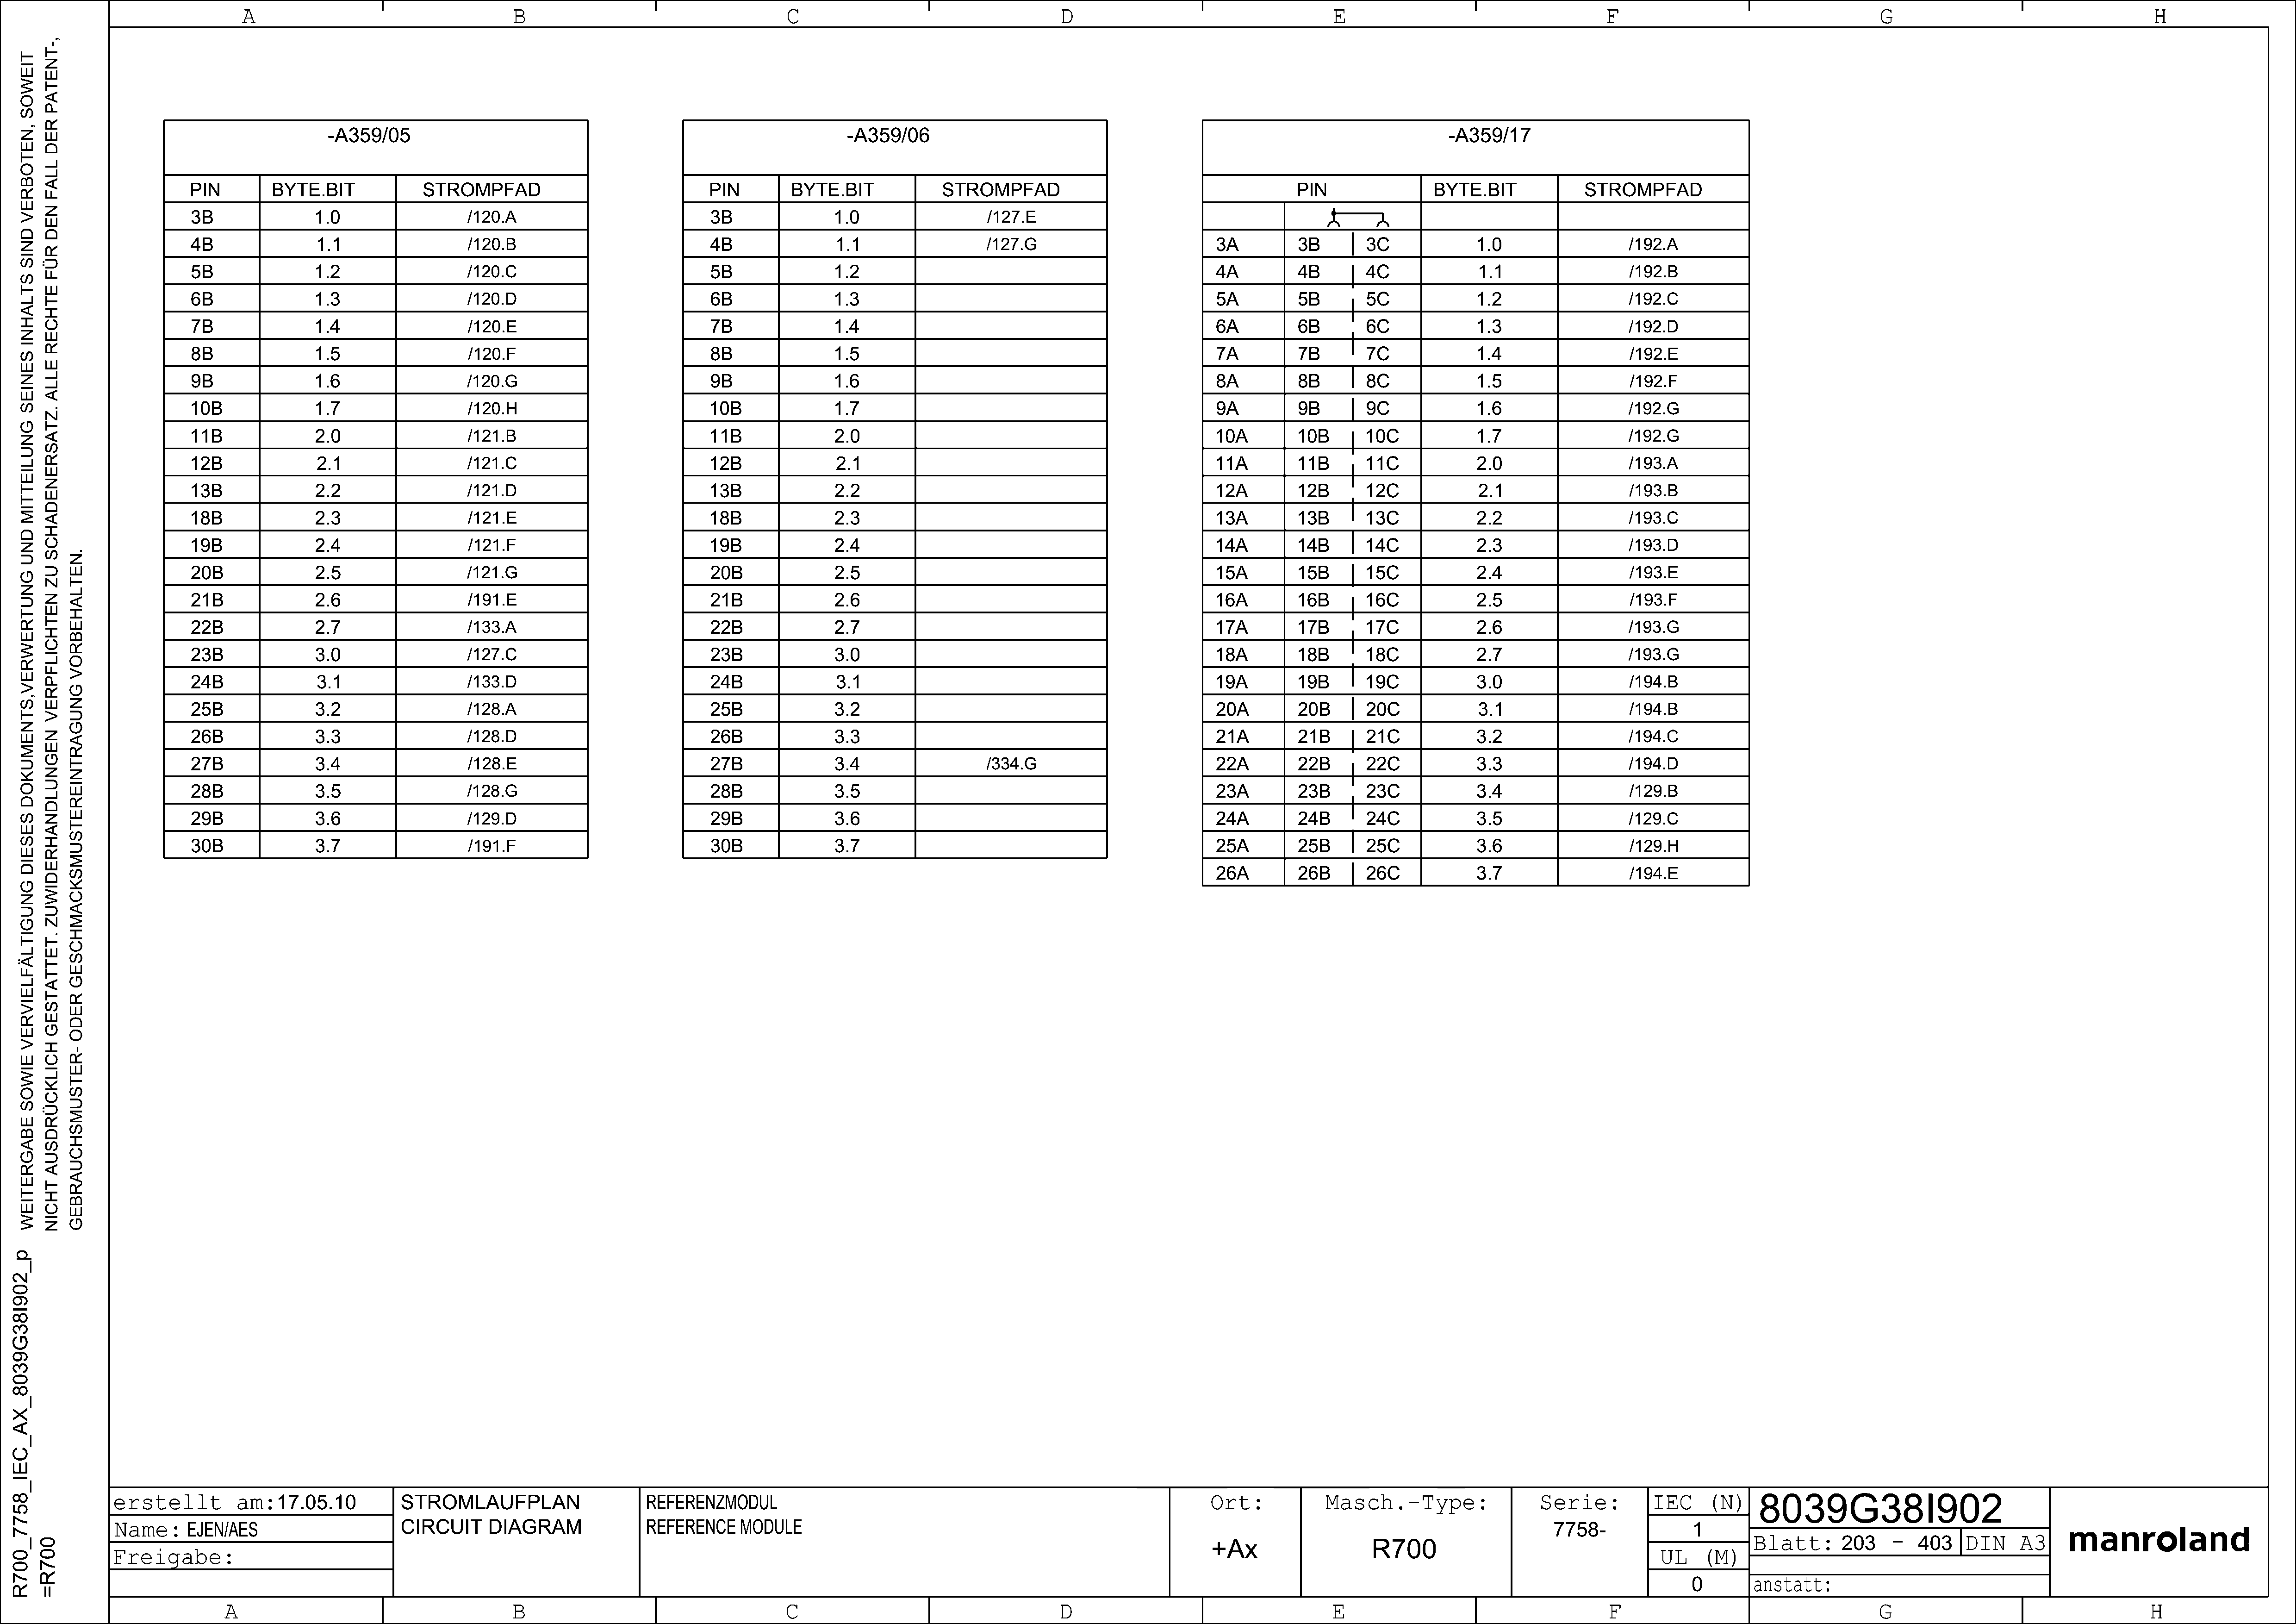 A B C D E F G H
WEITERGABE SOWIE VERVIELFÄLTIGUNG DIESES DOKUMENTS,VERWERTUNG UND MITTEILUNG SEINES INHALTS SIND VERBOTEN, SOWEIT
NICHT AUSDRÜCKLICH GESTATTET. ZUWIDERHANDLUNGEN VERPFLICHTEN ZU SCHADENERSATZ. ALLE RECHTE FÜR DEN FALL DER PATENT-,
GEBRAUCHSMUSTER- ODER GESCHMACKSMUSTEREINTRAGUNG VORBEHALTEN.
R700_7758_IEC_AX_8039G38I902_p
=R700
-A359/05
PIN BYTE.BIT STROMPFAD
3B 1.0 /120.A
4B 1.1 /120.B
5B 1.2 /120.C
6B 1.3 /120.D
7B 1.4 /120.E
8B 1.5 /120.F
9B 1.6 /120.G
10B 1.7 /120.H
11B 2.0 /121.B
12B 2.1 /121.C
13B 2.2 /121.D
18B 2.3 /121.E
19B 2.4 /121.F
20B 2.5 /121.G
21B 2.6 /191.E
22B 2.7 /133.A
23B 3.0 /127.C
24B 3.1 /133.D
25B 3.2 /128.A
26B 3.3 /128.D
27B 3.4 /128.E
28B 3.5 /128.G
29B 3.6 /129.D
30B 3.7 /191.F
-A359/06
PIN BYTE.BIT STROMPFAD
3B 1.0 /127.E
4B 1.1 /127.G
5B 1.2
6B 1.3
7B 1.4
8B 1.5
9B 1.6
10B 1.7
11B 2.0
12B 2.1
13B 2.2
18B 2.3
19B 2.4
20B 2.5
21B 2.6
22B 2.7
23B 3.0
24B 3.1
25B 3.2
26B 3.3
27B 3.4 /334.G
28B 3.5
29B 3.6
30B 3.7
-A359/17
PIN BYTE.BIT STROMPFAD
3A 3B 3C 1.0 /192.A
4A 4B 4C 1.1 /192.B
5A 5B 5C 1.2 /192.C
6A 6B 6C 1.3 /192.D
7A 7B 7C 1.4 /192.E
8A 8B 8C 1.5 /192.F
9A 9B 9C 1.6 /192.G
10A 10B 10C 1.7 /192.G
11A 11B 11C 2.0 /193.A
12A 12B 12C 2.1 /193.B
13A 13B 13C 2.2 /193.C
14A 14B 14C 2.3 /193.D
15A 15B 15C 2.4 /193.E
16A 16B 16C 2.5 /193.F
17A 17B 17C 2.6 /193.G
18A 18B 18C 2.7 /193.G
19A 19B 19C 3.0 /194.B
20A 20B 20C 3.1 /194.B
21A 21B 21C 3.2 /194.C
22A 22B 22C 3.3 /194.D
23A 23B 23C 3.4 /129.B
24A 24B 24C 3.5 /129.C
25A 25B 25C 3.6 /129.H
26A 26B 26C 3.7 /194.E
erstellt am:17.05.10
Name: EJEN/AES
Freigabe:
STROMLAUFPLAN
CIRCUIT DIAGRAM
REFERENZMODUL
REFERENCE MODULE
Ort:
+Ax
Masch.-Type:
R700
Serie:
7758-
IEC (N)
1
UL (M)
0
8039G38I902
Blatt: 203 - 403 DIN A3
anstatt:
manroland
A B C D E F G H